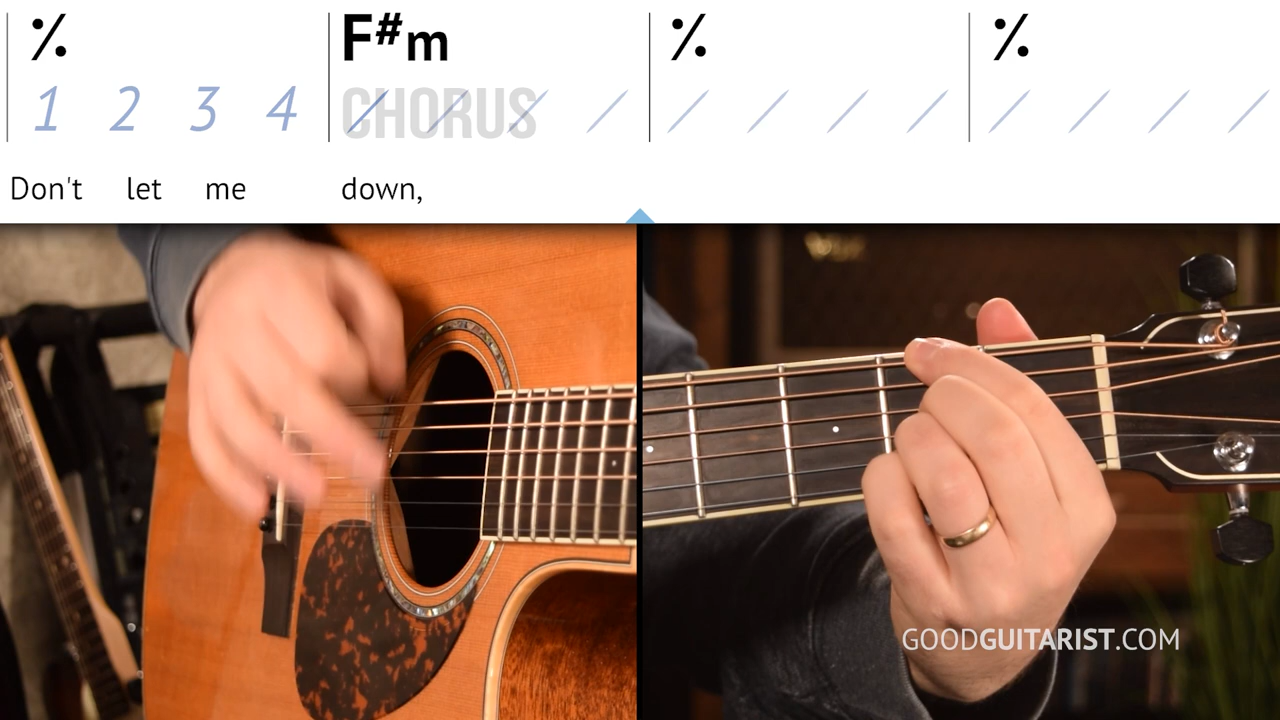 ٪ F#m ٪ ٪
1 2 3 4 CHORUS
Don't let me down,
GOODGUITARIST.COM